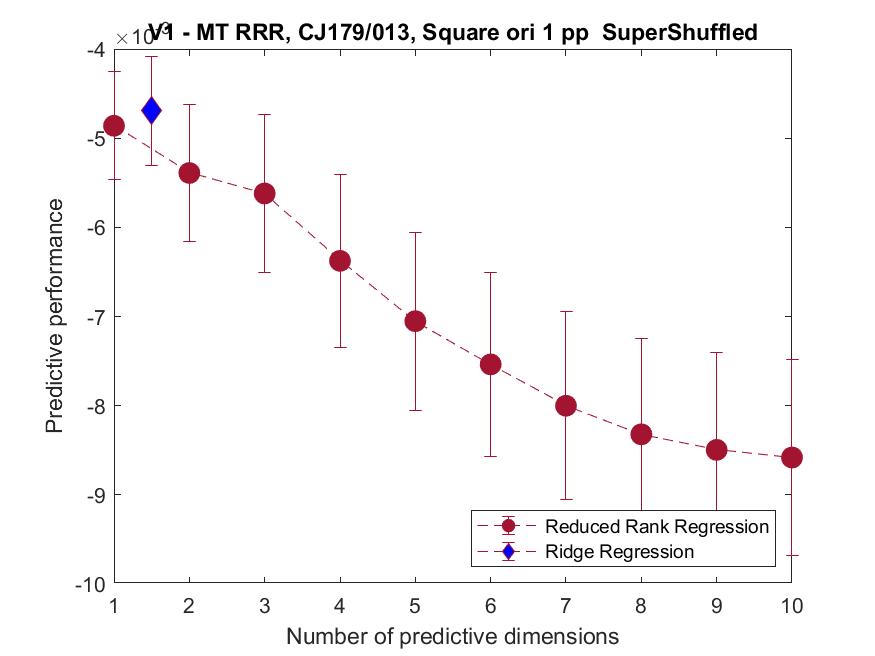 V1 - MT RRR, CJ179/013, Square ori 1 pp SuperShuffled
-4
-5
-6
-7
-8
-9
-10
Predictive performance
1 2 3 4 5 6 7 8 9 10
Number of predictive dimensions
Reduced Rank Regression
Ridge Regression